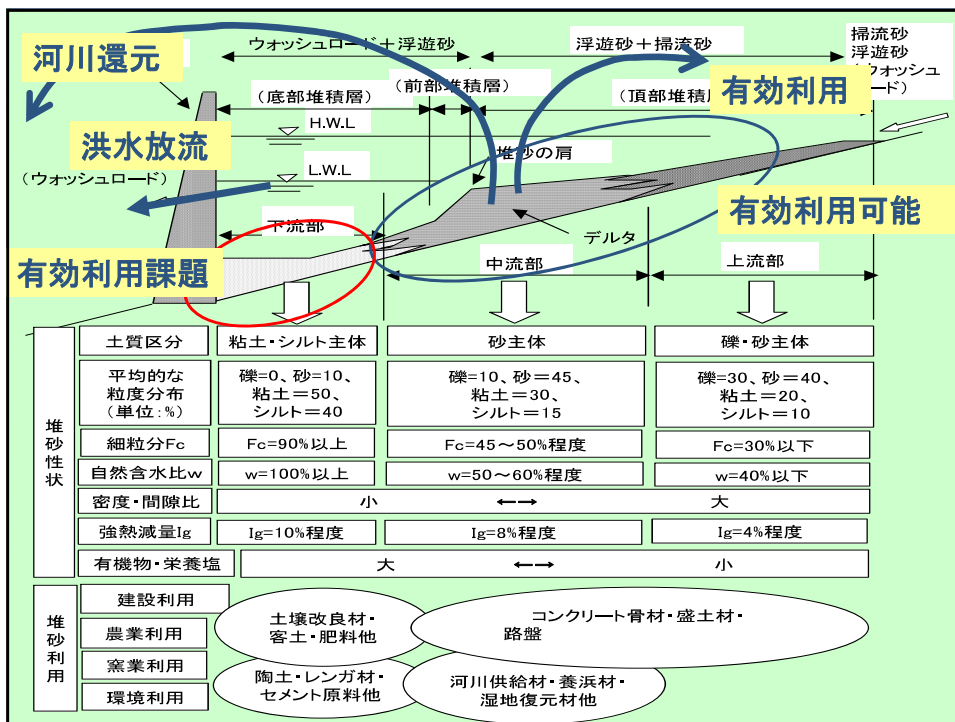 河川還元
ウォッシュロード＋浮遊砂
浮遊砂＋掃流砂
掃流砂
浮遊砂
(ウォッシュ
ロード)
(底部堆積層)
(前部堆積層)
(頂部堆積
有効利用
H.W.L
洪水放流
(ウォッシュロード)
堆砂の肩
L.W.L
有効利用可能
下流部
デルタ
有効利用課題
中流部
上流部
堆砂性状
土質区分
粘土・シルト主体
砂主体
礫・砂主体
平均的な
粒度分布
(単位：%)
礫=0、砂=10、
粘土=50、
シルト=40
礫=10、砂＝45、
粘土＝30、
シルト＝15
礫=30、砂＝40、
粘土＝20、
シルト＝10
細粒分Fc
Fc=90%以上
Fc=45～50%程度
Fc=30%以下
自然含水比w
w=100%以上
w=50～60%程度
w=40%以下
密度・間隙比
小 ←→ 大
強熱減量Ig
Ig=10%程度
Ig=8%程度
Ig=4%程度
有機物・栄養塩
大 ←→ 小
堆砂利用
建設利用
農業利用
窯業利用
環境利用
土壌改良材・
客土・肥料他
コンクリート骨材・盛土材・
路盤
陶土・レンガ材・
セメント原料他
河川供給材・養浜材・
湿地復元材他